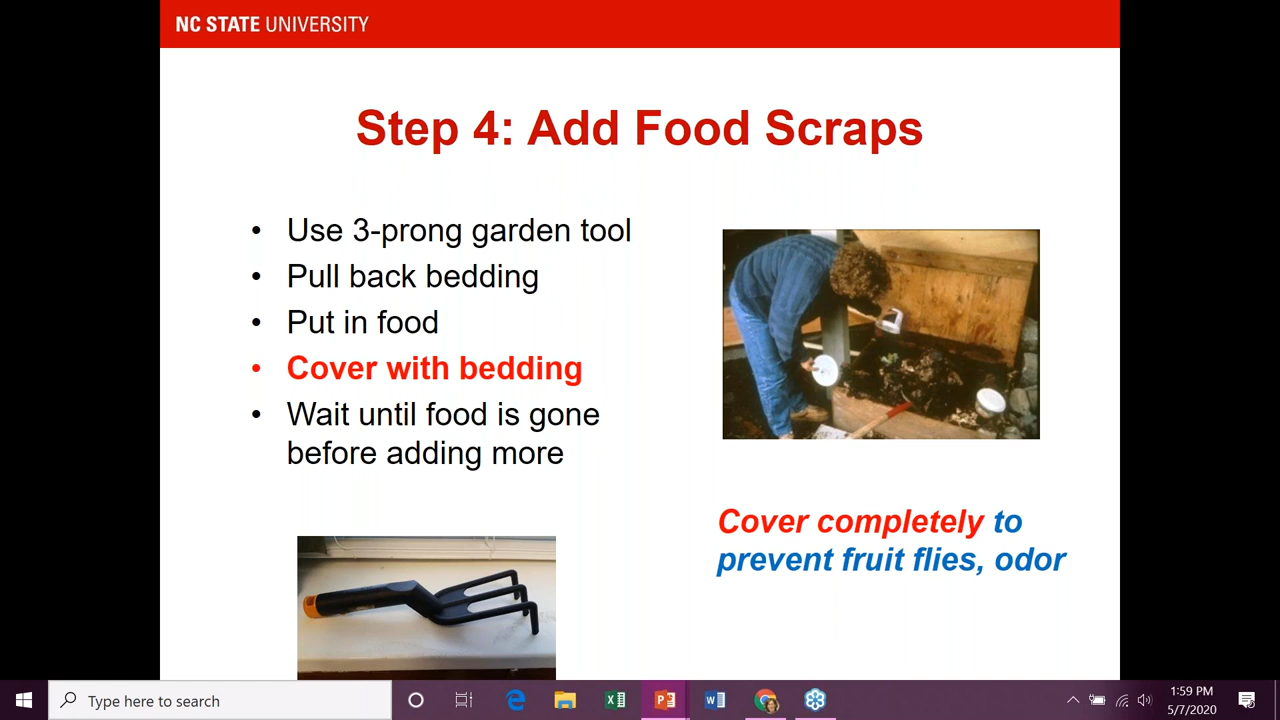 NC STATE UNIVERSITY
Step 4: Add Food Scraps
• Use 3-prong garden tool
• Pull back bedding
• Put in food
• Cover with bedding
• Wait until food is gone
before adding more
Cover completely to
prevent fruit flies, odor
Type here to search
1:59 PM
5/7/2020